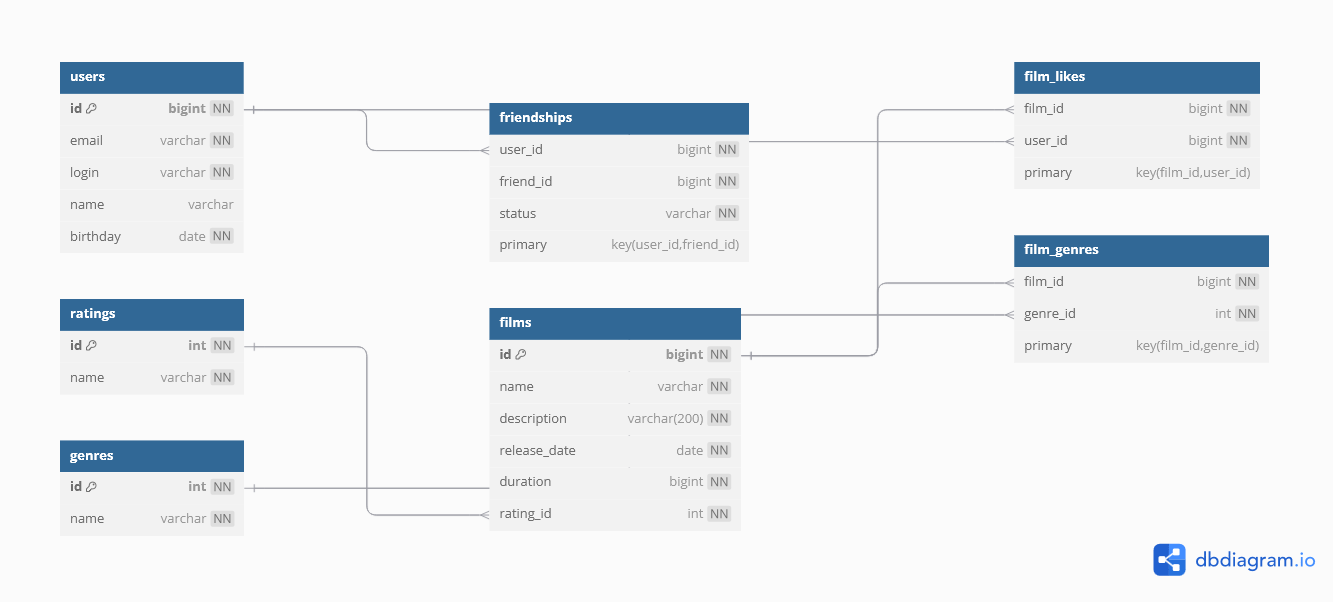 users
id bigint NN
email varchar NN
login varchar NN
name varchar
birthday date NN
ratings
id int NN
name varchar NN
genres
id int NN
name varchar NN
friendships
user_id bigint NN
friend_id bigint NN
status varchar NN
primary key(user_id,friend_id)
films
id bigint NN
name varchar NN
description varchar(200) NN
release_date date NN
duration bigint NN
rating_id int NN
film_likes
film_id bigint NN
user_id bigint NN
primary key(film_id,user_id)
film_genres
film_id bigint NN
genre_id int NN
primary key(film_id,genre_id)
dbdiagram.io